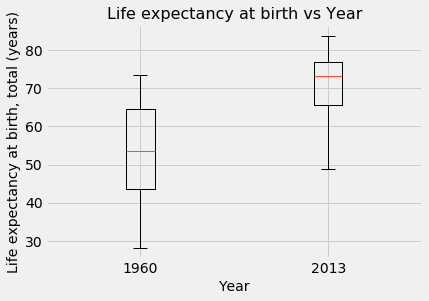 Life expectancy at birth vs Year
Life expectancy at birth, total (years)
80
70
60
50
40
30
1960
2013
Year